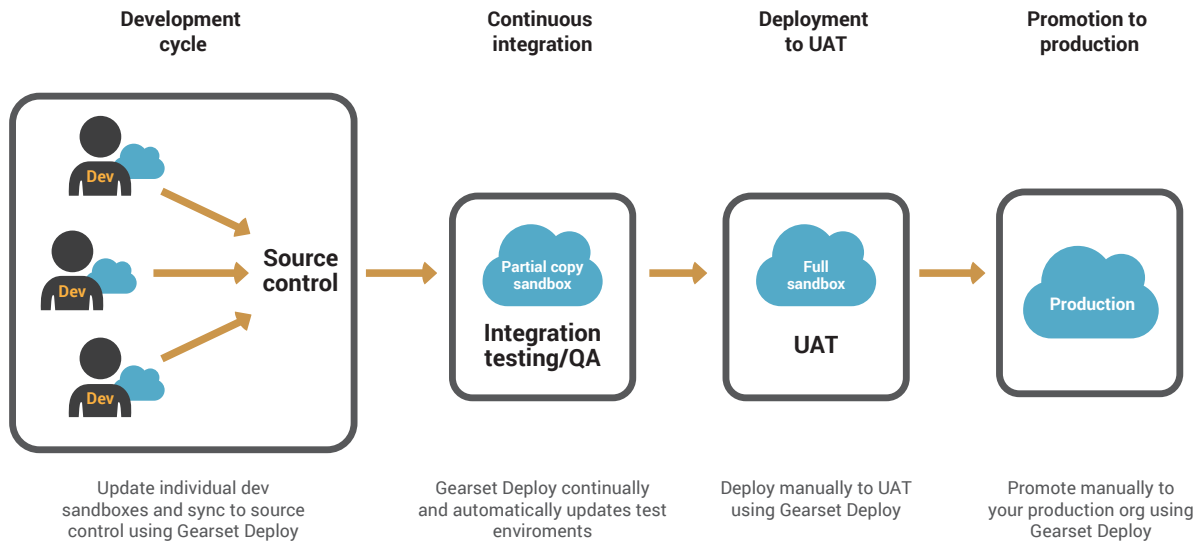 Development
cycle
Continuous
integration
Deployment
to UAT
Promotion to
production
Dev
Dev
Dev
Source
control
Partial copy
sandbox
Integration
testing/QA
Full
sandbox
UAT
Production
Update individual dev
sandboxes and sync to source
control using Gearset Deploy
Gearset Deploy continually
and automatically updates test
enviroments
Deploy manually to UAT
using Gearset Deploy
Promote manually to
your production org using
Gearset Deploy